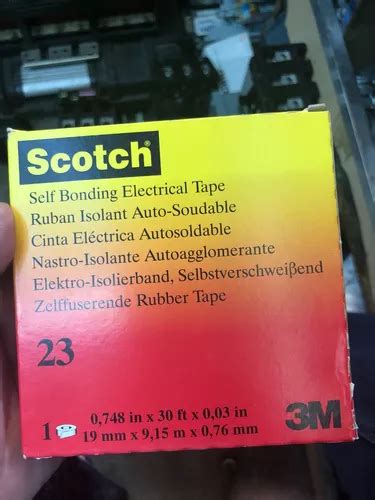 Scotch®
Self Bonding Electrical Tape
Ruban Isolant Auto-Soudable
Cinta Eléctrica Autosoldable
Nastro-Isolante Autoagglomerante
Elektro-Isolierband, Selbstverschweißend
Zelffuserende Rubber Tape
23
1
0,748 in x 30 ft x 0,03 in
19 mm x 9,15 m x 0,76 mm
3M